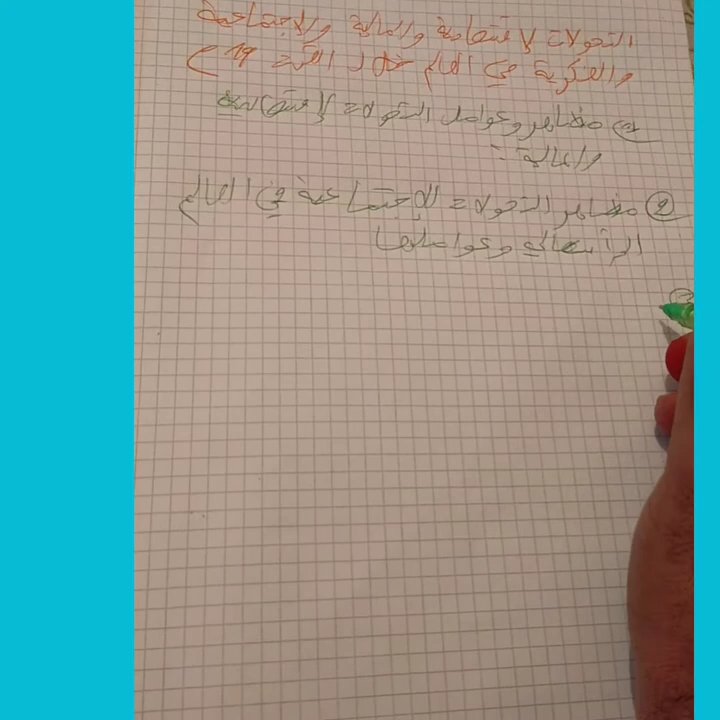 التحولات الاقتصادية والمالية والاجتماعية
والفكرية في العالم خلال القرن 19 م
① مظاهر وعوامل التحولات الاقتصادية
والمالية :
② مظاهر التحولات الاجتماعية في العالم
الرأسمالي وعواملها
③